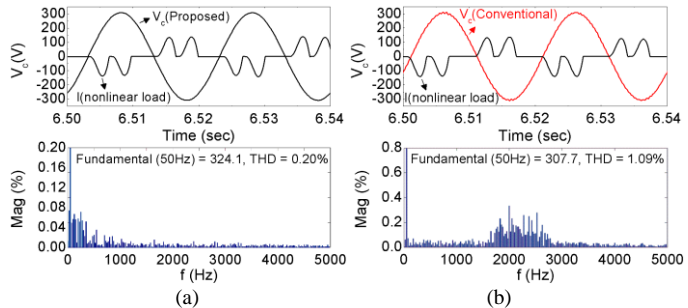 V_c(V)
300
200
100
0
-100
-200
-300
V_c(Proposed)
I(nonlinear load)
6.50 6.51 6.52 6.53 6.54
Time (sec)
Mag (%)
0.20
0.16
0.12
0.08
0.04
0.00
Fundamental (50Hz) = 324.1, THD = 0.20%
0 1000 2000 3000 4000 5000
f (Hz)
(a)
V_c(V)
300
200
100
0
-100
-200
-300
V_c(Conventional)
I(nonlinear load)
6.50 6.51 6.52 6.53 6.54
Time (sec)
Mag (%)
0.8
0.6
0.4
0.2
0.0
Fundamental (50Hz) = 307.7, THD = 1.09%
0 1000 2000 3000 4000 5000
f (Hz)
(b)